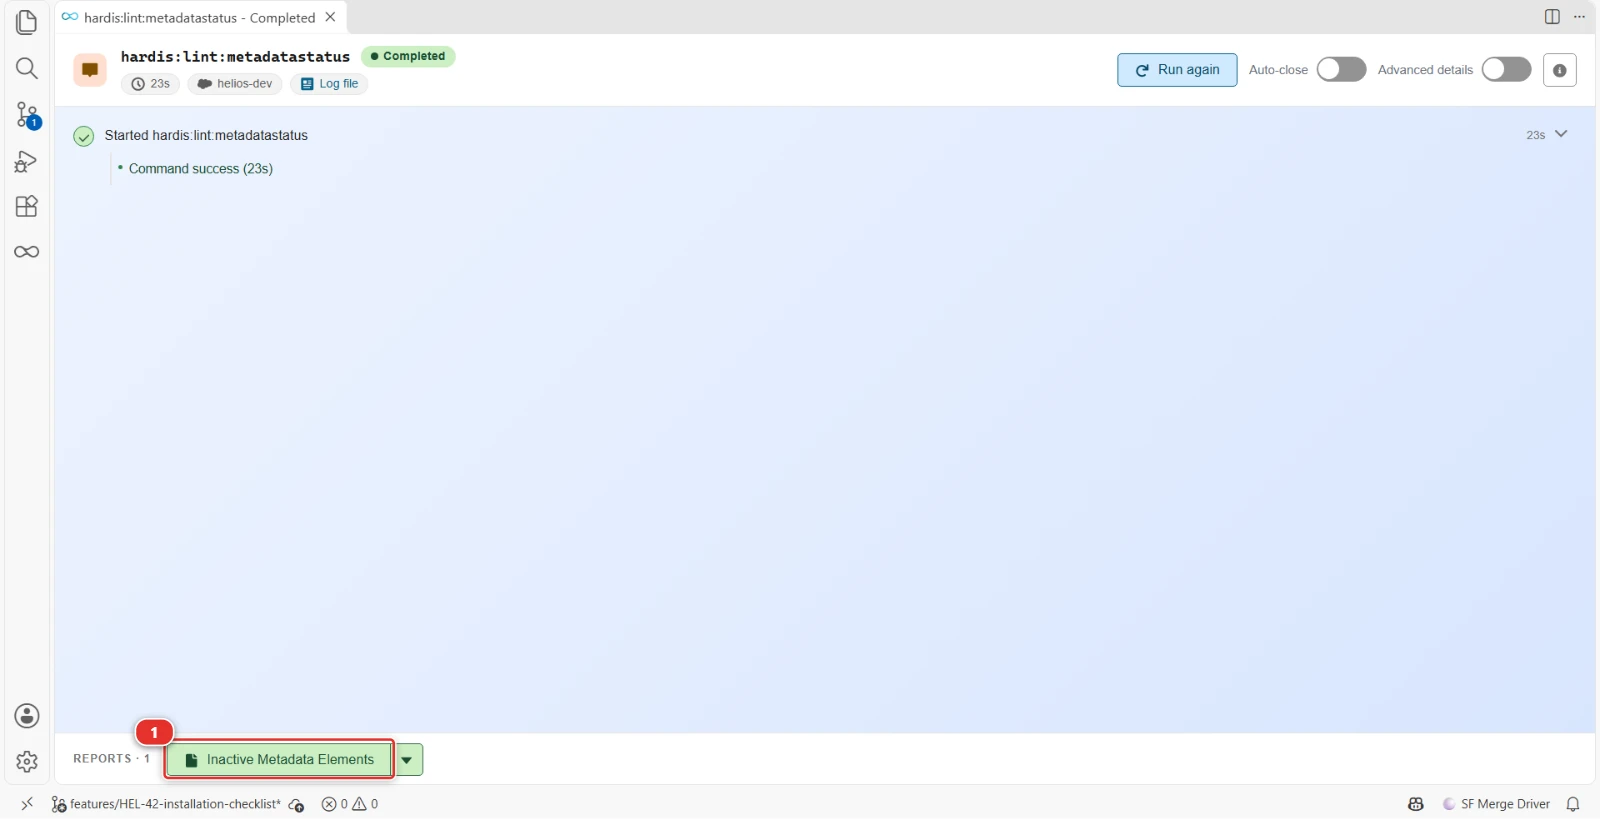 hardis:lint:metadatastatus - Completed
hardis:lint:metadatastatus
Completed
23s
helios-dev
Log file
Run again
Auto-close
Advanced details
Started hardis:lint:metadatastatus
23s
• Command success (23s)
1
1
REPORTS · 1
Inactive Metadata Elements
features/HEL-42-installation-checklist*
0
0
SF Merge Driver